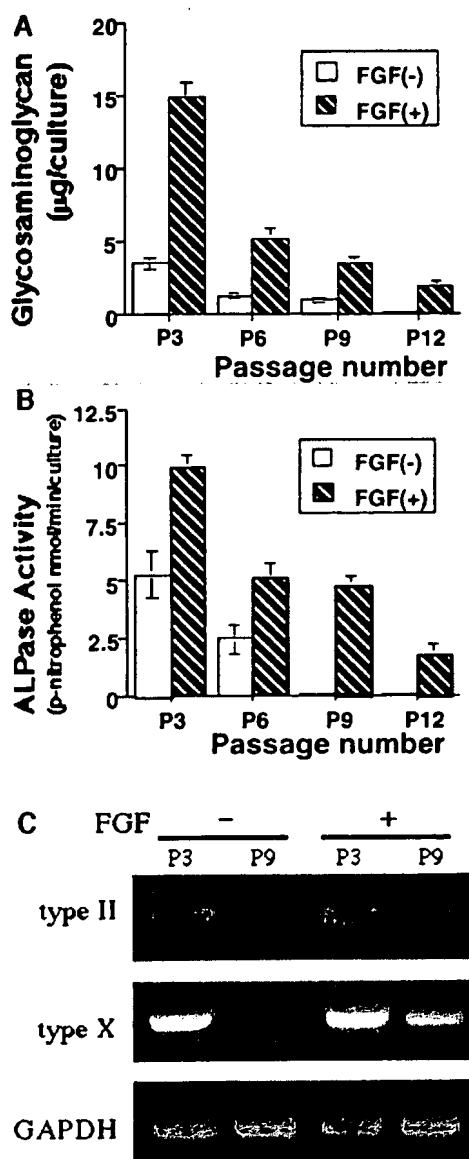 A
Glycosaminoglycan
(µg/culture)
20
15
10
5
0
FGF(-)
FGF(+)
P3 P6 P9 P12
Passage number
B
ALPase Activity
(p-nitrophenol nmol/min/culture)
12.5
10
7.5
5
2.5
0
FGF(-)
FGF(+)
P3 P6 P9 P12
Passage number
C
FGF - +
P3 P9 P3 P9
type II
type X
GAPDH